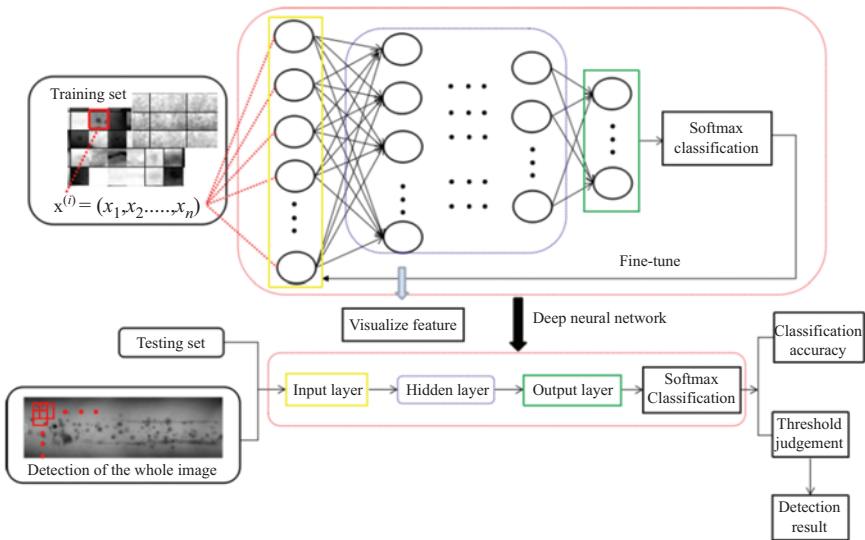 Training set
x(i) = (x1,x2.....,xn)
Softmax
classification
Fine-tune
Visualize feature
Deep neural network
Testing set
Input layer
Hidden layer
Output layer
Softmax
Classification
Classification
accuracy
Detection of the whole image
Threshold
judgement
Detection
result